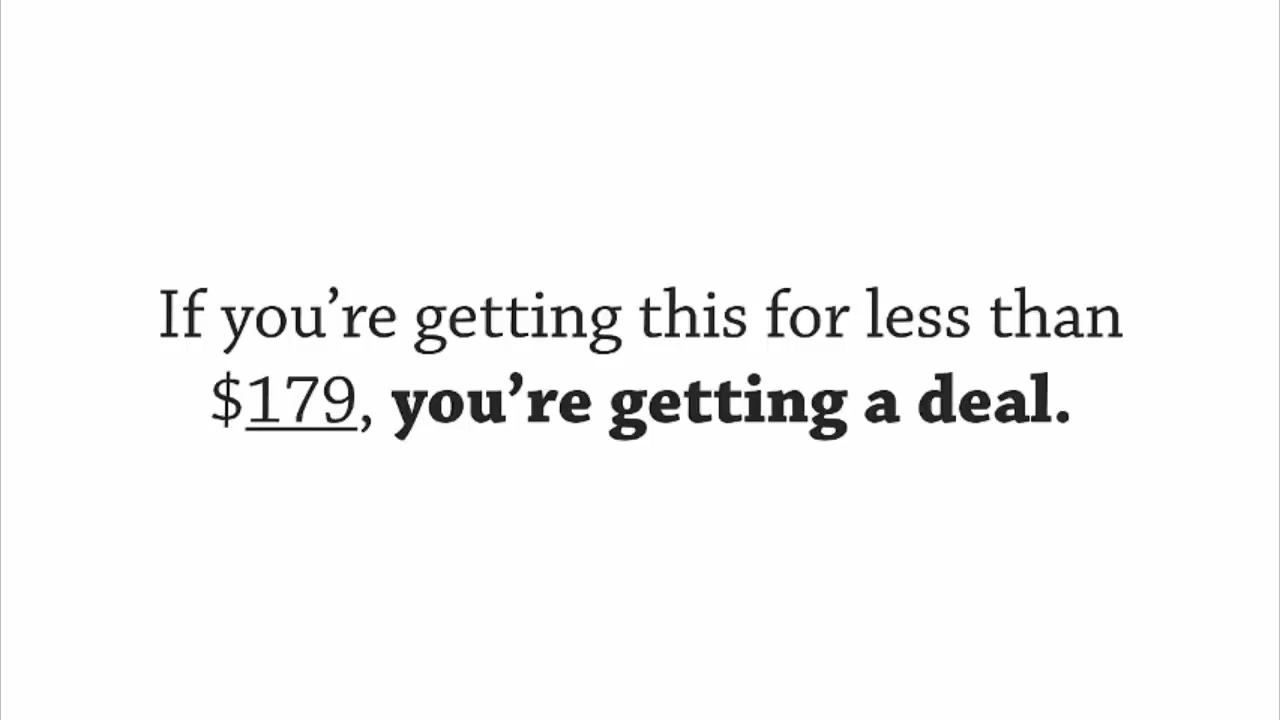 If you’re getting this for less than
$179, you’re getting a deal.